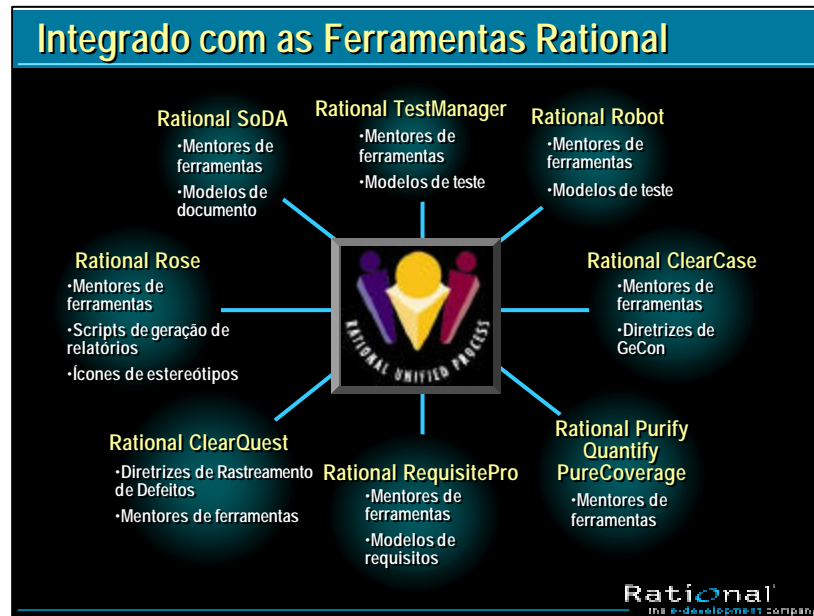 Integrado com as Ferramentas Rational
Rational SoDA
•Mentores de
ferramentas
•Modelos de
documento
Rational TestManager
•Mentores de
ferramentas
•Modelos de teste
Rational Robot
•Mentores de
ferramentas
•Modelos de teste
Rational Rose
•Mentores de
ferramentas
•Scripts de geração de
relatórios
•Ícones de estereótipos
RATIONAL UNIFIED PROCESS
Rational ClearCase
•Mentores de
ferramentas
•Diretrizes de
GeCon
Rational ClearQuest
•Diretrizes de Rastreamento
de Defeitos
•Mentores de ferramentas
Rational RequisitePro
•Mentores de
ferramentas
•Modelos de
requisitos
Rational Purify
Quantify
PureCoverage
•Mentores de
ferramentas
Rational
the e-development company